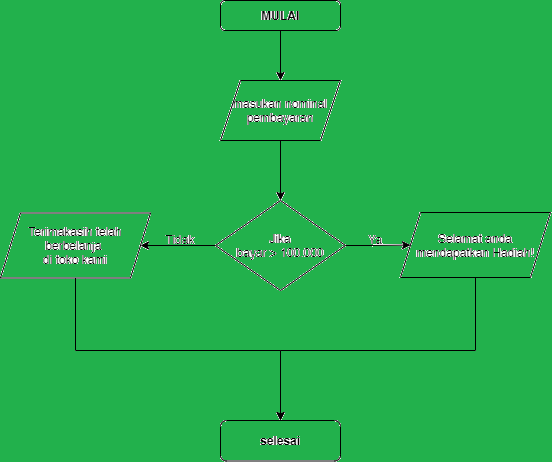 MULAI
masukan nominal
pembayaran
Jika
bayar > 100.000
Tidak
Ya
Terimakasih telah
berbelanja
di toko kami
Selamat anda
mendapatkan Hadiah!
selesai